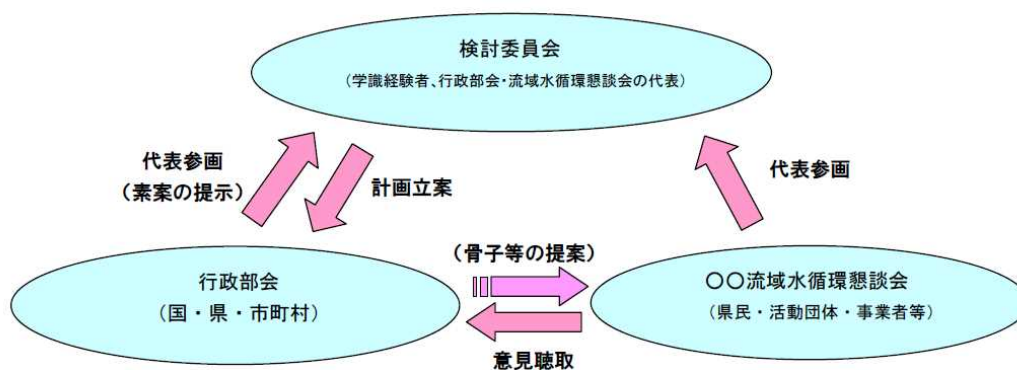 検討委員会
(学識経験者、行政部会・流域水循環懇談会の代表)
代表参画
(素案の提示)
計画立案
代表参画
(骨子等の提案)
行政部会
(国・県・市町村)
〇〇流域水循環懇談会
(県民・活動団体・事業者等)
意見聴取